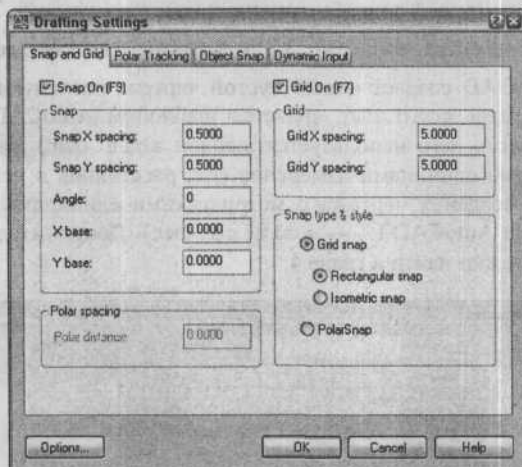 Drafting Settings
Snap and Grid Polar Tracking Object Snap Dynamic Input
Snap On (F9)
Snap
Snap X spacing: 0.5000
Snap Y spacing: 0.5000
Angle: 0
X base: 0.0000
Y base: 0.0000
Polar spacing
Polar distance: 0.0000
Grid On (F7)
Grid
Grid X spacing: 5.0000
Grid Y spacing: 5.0000
Snap type & style
Grid snap
Rectangular snap
Isometric snap
PolarSnap
Options... OK Cancel Help